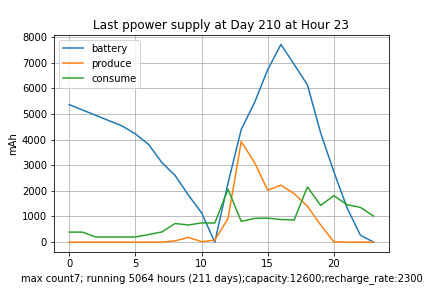 Last ppower supply at Day 210 at Hour 23
8000
7000
6000
5000
4000
3000
2000
1000
0
mAh
battery
produce
consume
0 5 10 15 20
max count7; running 5064 hours (211 days);capacity:12600;recharge_rate:2300